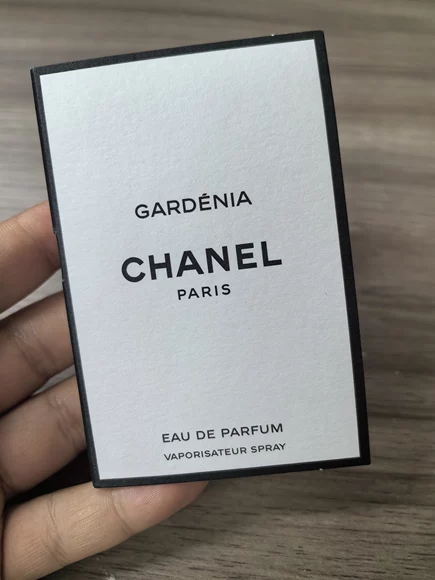 GARDÉNIA
CHANEL
PARIS
EAU DE PARFUM
VAPORISATEUR SPRAY